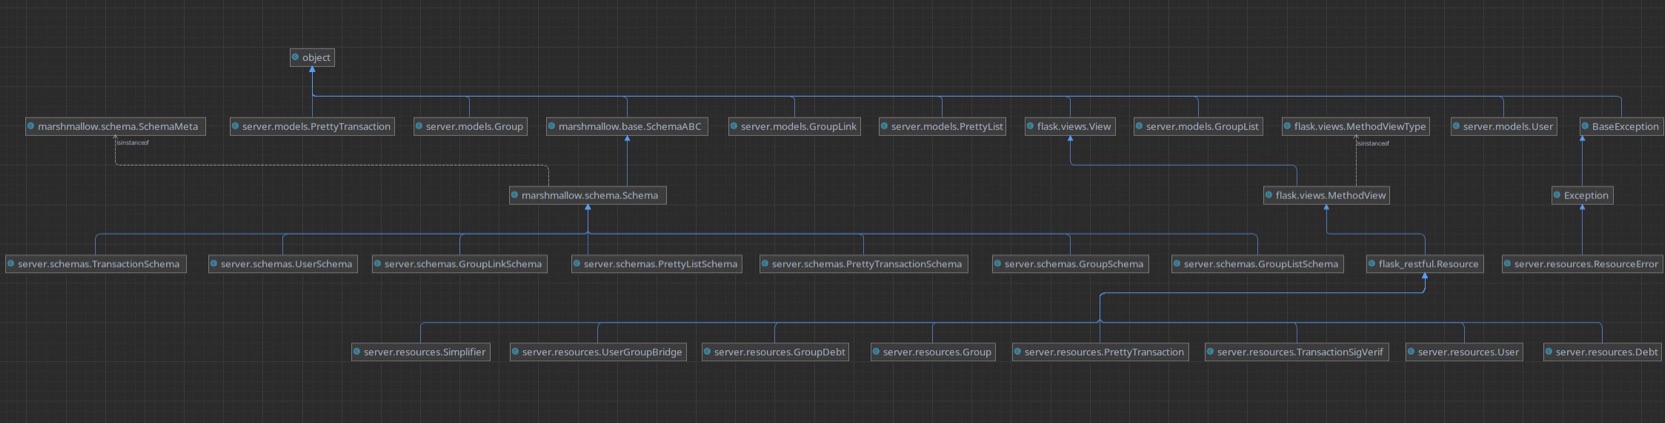 object
marshmallow.schema.SchemaMeta
server.models.PrettyTransaction
server.models.Group
marshmallow.base.SchemaABC
server.models.GroupLink
server.models.PrettyList
flask.views.View
server.models.GroupList
flask.views.MethodViewType
server.models.User
BaseException
isinstanceof
isinstanceof
marshmallow.schema.Schema
flask.views.MethodView
Exception
server.schemas.TransactionSchema
server.schemas.UserSchema
server.schemas.GroupLinkSchema
server.schemas.PrettyListSchema
server.schemas.PrettyTransactionSchema
server.schemas.GroupSchema
server.schemas.GroupListSchema
flask_restful.Resource
server.resources.ResourceError
server.resources.Simplifier
server.resources.UserGroupBridge
server.resources.GroupDebt
server.resources.Group
server.resources.PrettyTransaction
server.resources.TransactionSigVerif
server.resources.User
server.resources.Debt